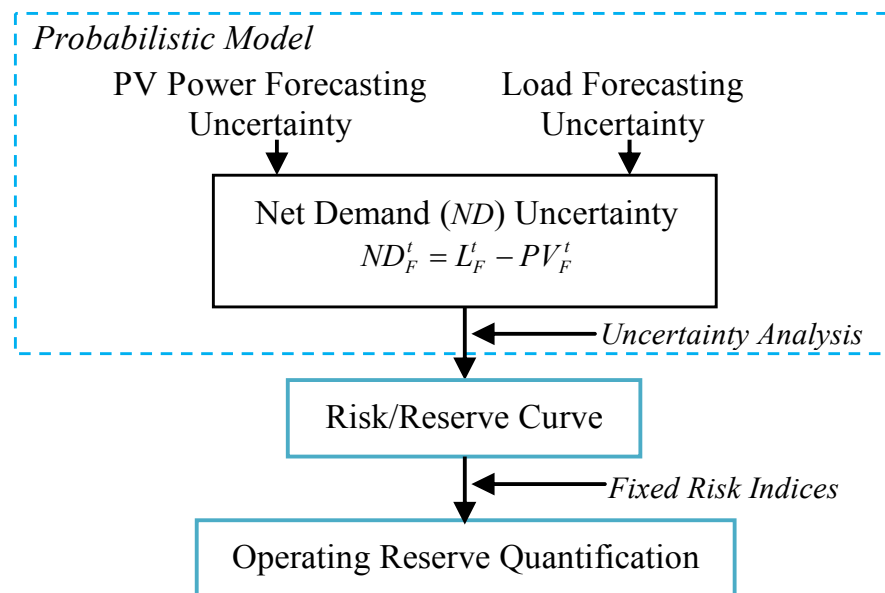 Probabilistic Model
PV Power Forecasting
Uncertainty
Load Forecasting
Uncertainty
Net Demand (ND) Uncertainty
ND_F^t = L_F^t − PV_F^t
Uncertainty Analysis
Risk/Reserve Curve
Fixed Risk Indices
Operating Reserve Quantification